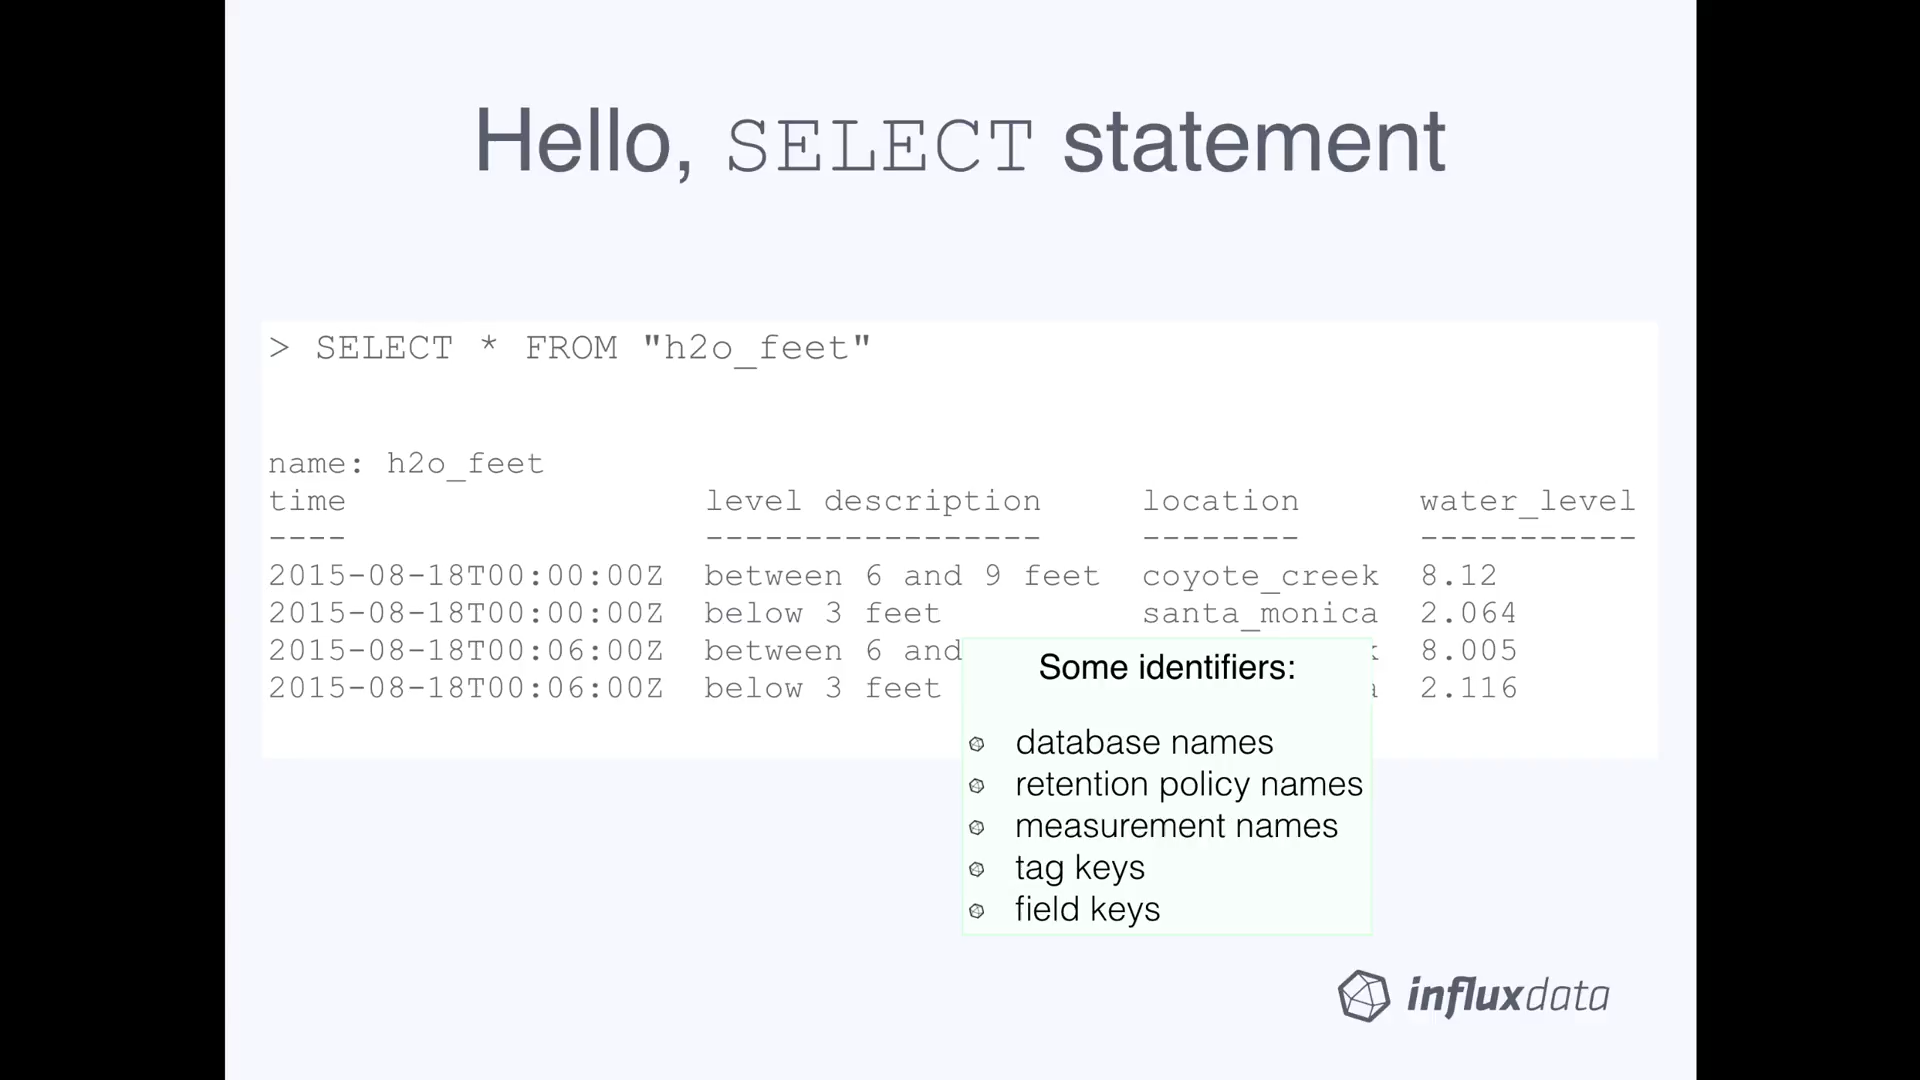 Hello, SELECT statement
> SELECT * FROM "h2o_feet"
name: h2o_feet
time level description location water_level
---- ----------------- -------- -----------
2015-08-18T00:00:00Z between 6 and 9 feet coyote_creek 8.12
2015-08-18T00:00:00Z below 3 feet santa_monica 2.064
2015-08-18T00:06:00Z between 6 and 8.005
2015-08-18T00:06:00Z below 3 feet 2.116
Some identifiers:
database names
retention policy names
measurement names
tag keys
field keys
influxdata